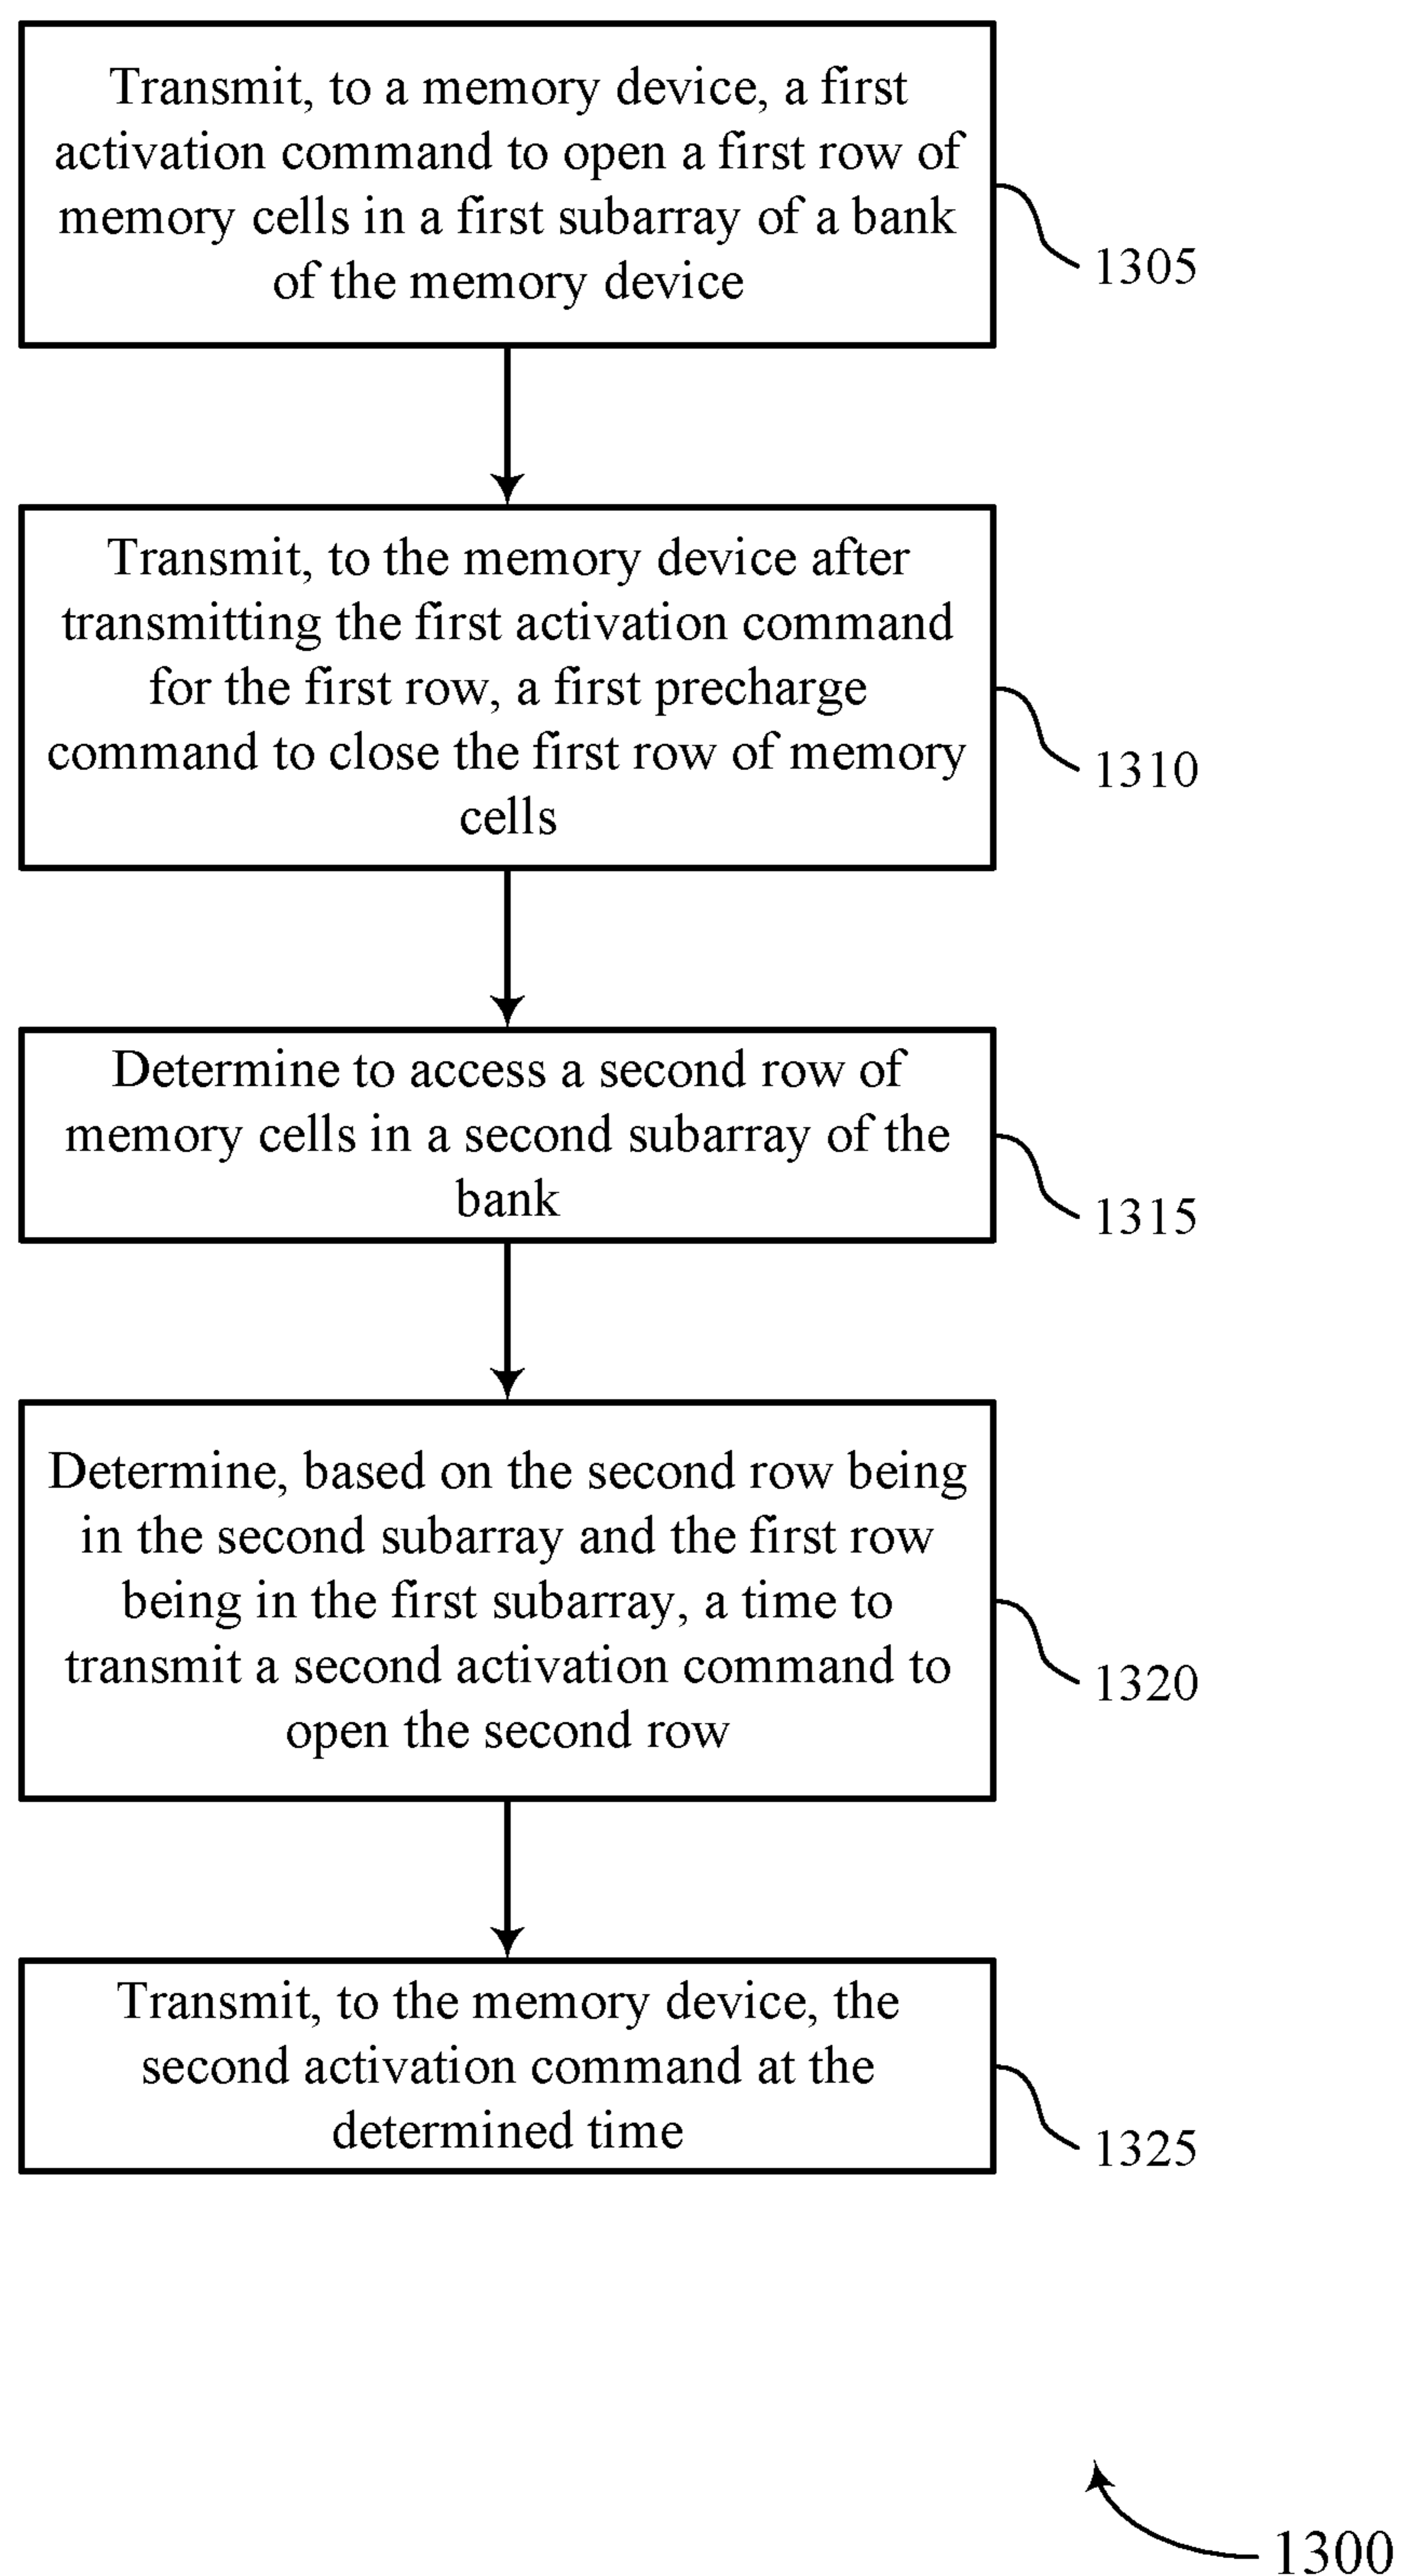 Transmit, to a memory device, a first
activation command to open a first row of
memory cells in a first subarray of a bank
of the memory device
1305
Transmit, to the memory device after
transmitting the first activation command
for the first row, a first precharge
command to close the first row of memory
cells
1310
Determine to access a second row of
memory cells in a second subarray of the
bank
1315
Determine, based on the second row being
in the second subarray and the first row
being in the first subarray, a time to
transmit a second activation command to
open the second row
1320
Transmit, to the memory device, the
second activation command at the
determined time
1325
1300